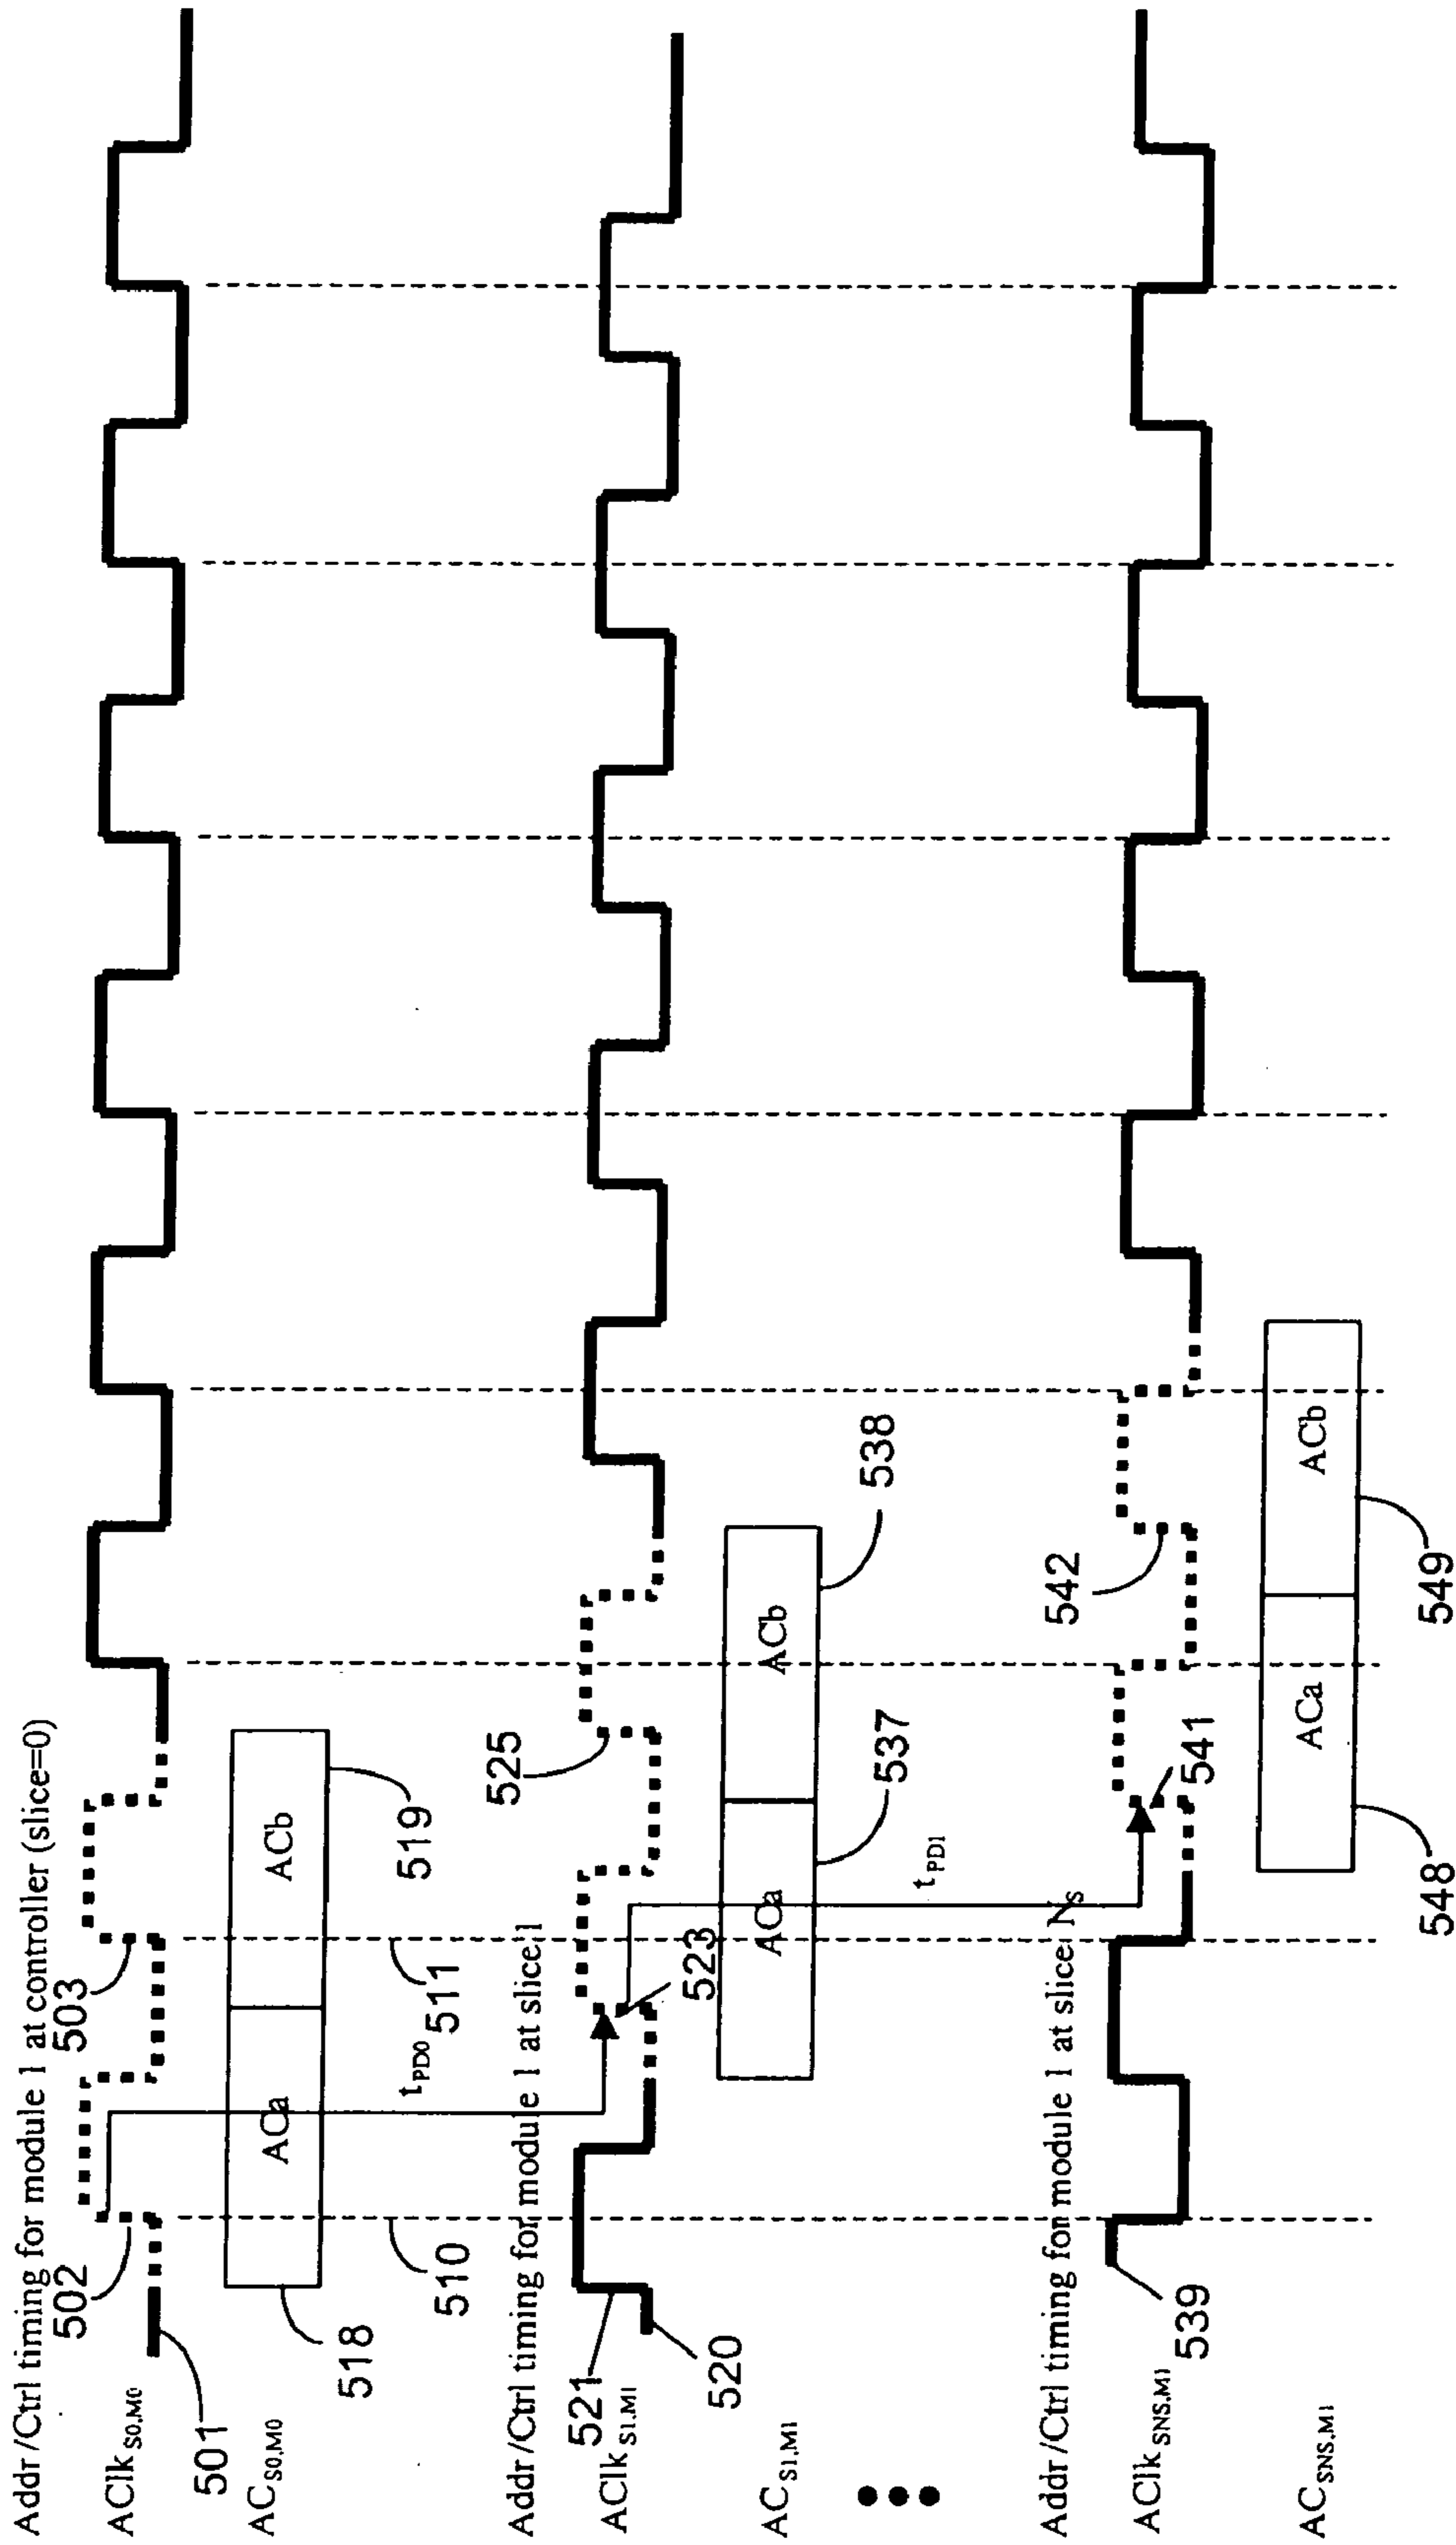 Addr/Ctrl timing for module 1 at controller (slice=0)
AClk S0,M0
501
502
503
AC S0,M0
518
ACa
ACb
519
510
511
tPD0
Addr/Ctrl timing for module 1 at slice 1
AClk S1,M1
521
520
523
525
AC S1,M1
ACa
ACb
537
538
tPD1
Addr/Ctrl timing for module 1 at slice Ns
AClk SNS,M1
539
541
542
AC SNS,M1
ACa
ACb
548
549